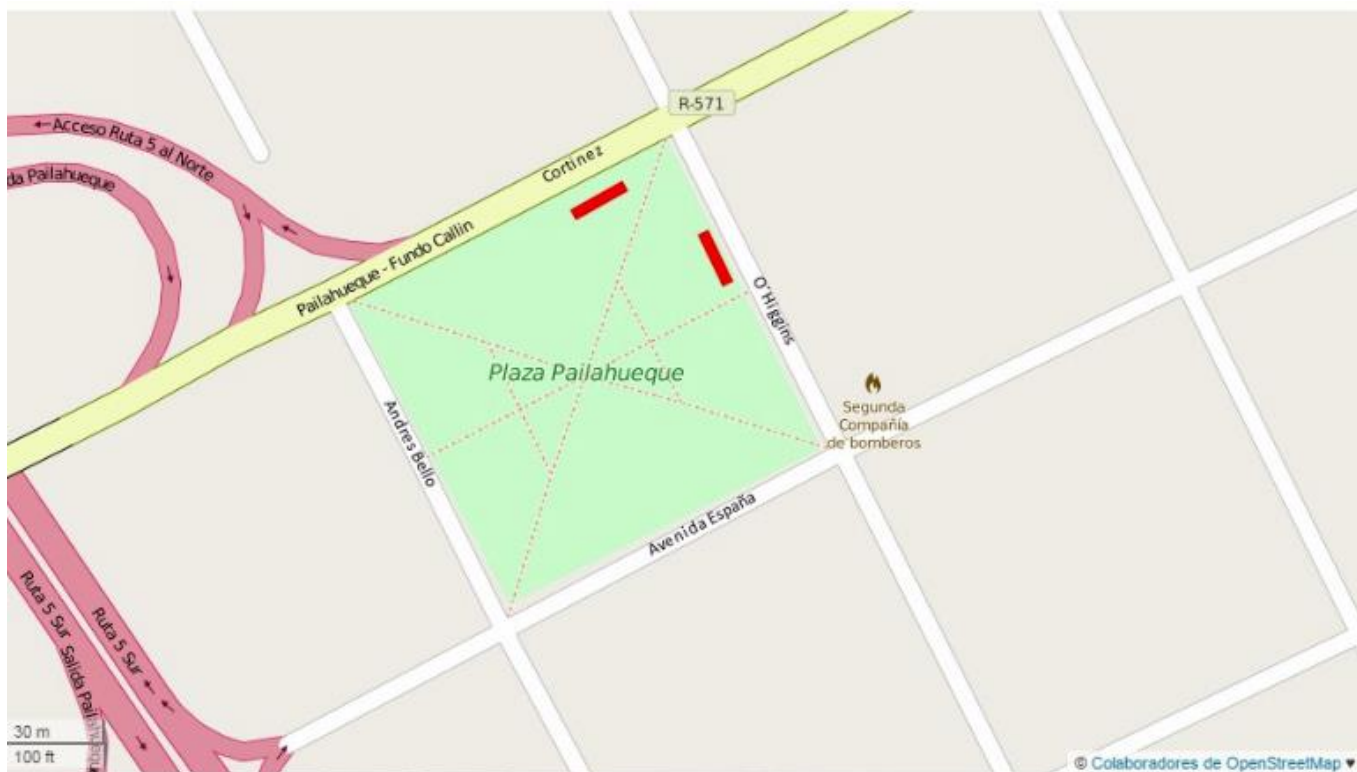 R-571
Acceso Ruta 5 al Norte
da Pailahueque
Cortinez
Pailahueque - Fundo Callin
O'Higgins
Plaza Pailahueque
Andres Bello
Segunda
Compañía
de bomberos
Avenida España
Ruta 5 Sur
Ruta 5 Sur
Salida Pail
30 m
100 ft
© Colaboradores de OpenStreetMap ♥